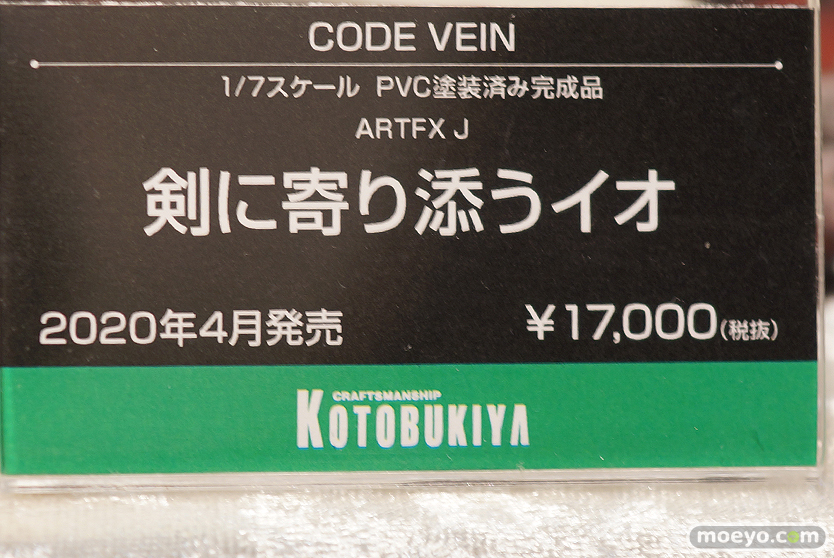 CODE VEIN
1/7スケール PVC塗装済み完成品
ARTFX J
剣に寄り添うイオ
2020年4月発売 ¥17,000(税抜)
CRAFTSMANSHIP
KOTOBUKIYA
moeyo.com